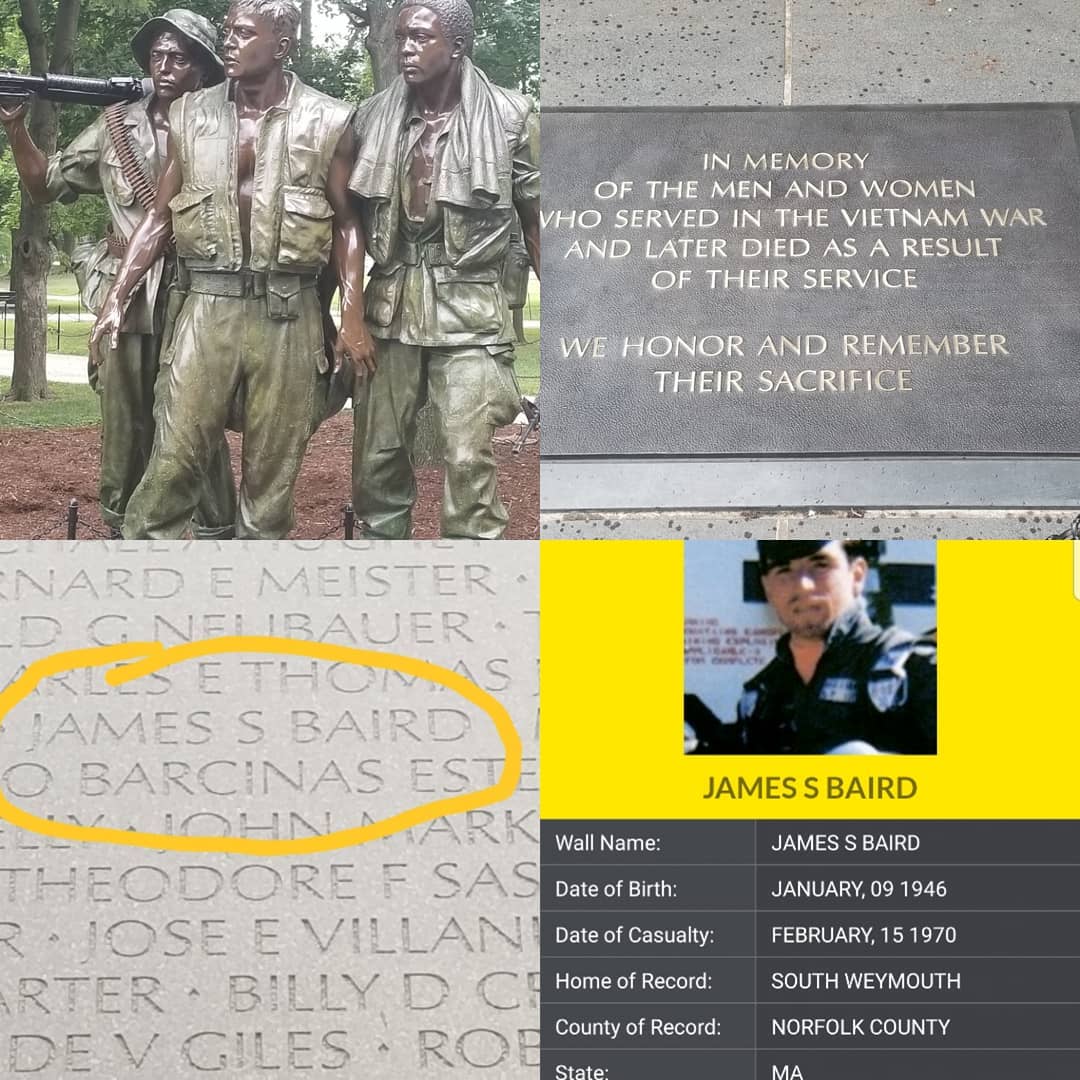 IN MEMORY
OF THE MEN AND WOMEN
WHO SERVED IN THE VIETNAM WAR
AND LATER DIED AS A RESULT
OF THEIR SERVICE
WE HONOR AND REMEMBER
THEIR SACRIFICE
RNARD E MEISTER ·
D G NEUBAUER ·
ARLES E THOMAS
JAMES S BAIRD
O BARCINAS ESTE
LLY · JOHN MARK
THEODORE F SAS
R · JOSE E VILLAN
ARTER · BILLY D
DE V GILES · ROB
JAMES S BAIRD
Wall Name: JAMES S BAIRD
Date of Birth: JANUARY, 09 1946
Date of Casualty: FEBRUARY, 15 1970
Home of Record: SOUTH WEYMOUTH
County of Record: NORFOLK COUNTY
State: MA